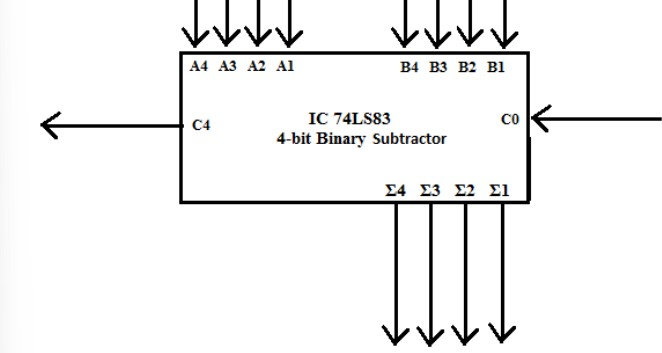 A4 A3 A2 A1 B4 B3 B2 B1
C4 IC 74LS83 C0
4-bit Binary Subtractor
Σ4 Σ3 Σ2 Σ1